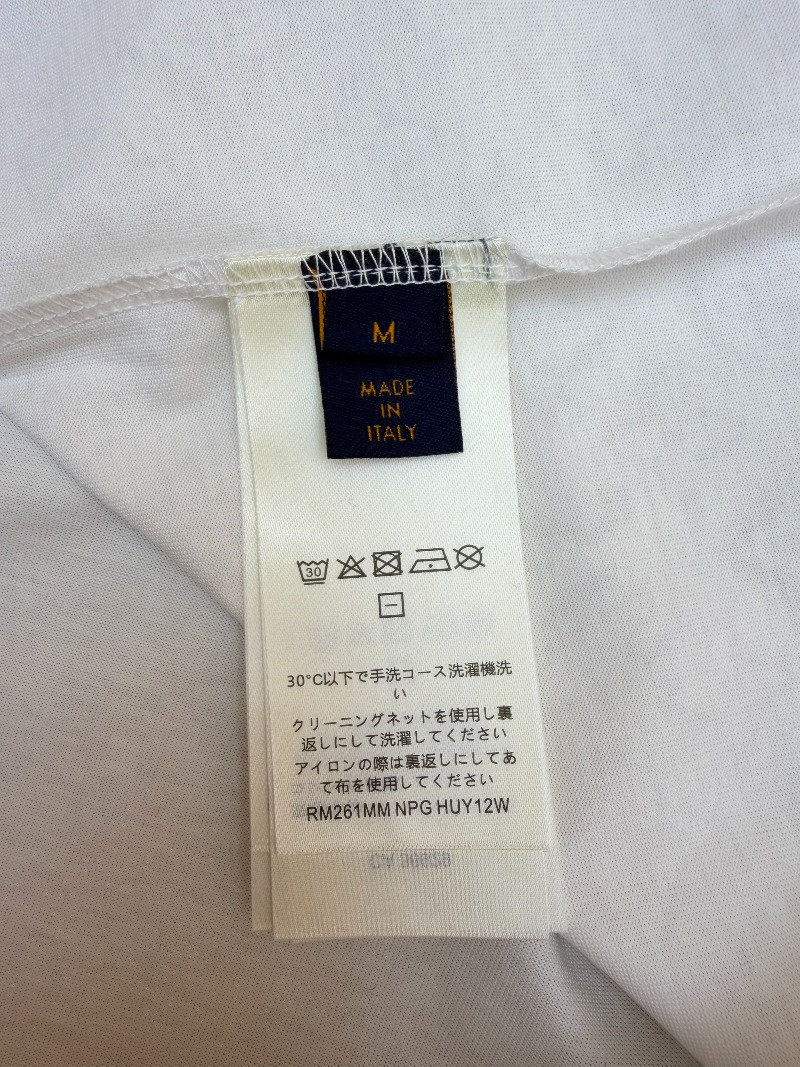 M
MADE
IN
ITALY
30
30°C以下で手洗コース洗濯機洗
い
クリーニングネットを使用し裏
返しにして洗濯してください
アイロンの際は裏返しにしてあ
て布を使用してください
RM261MM NPG HUY12W